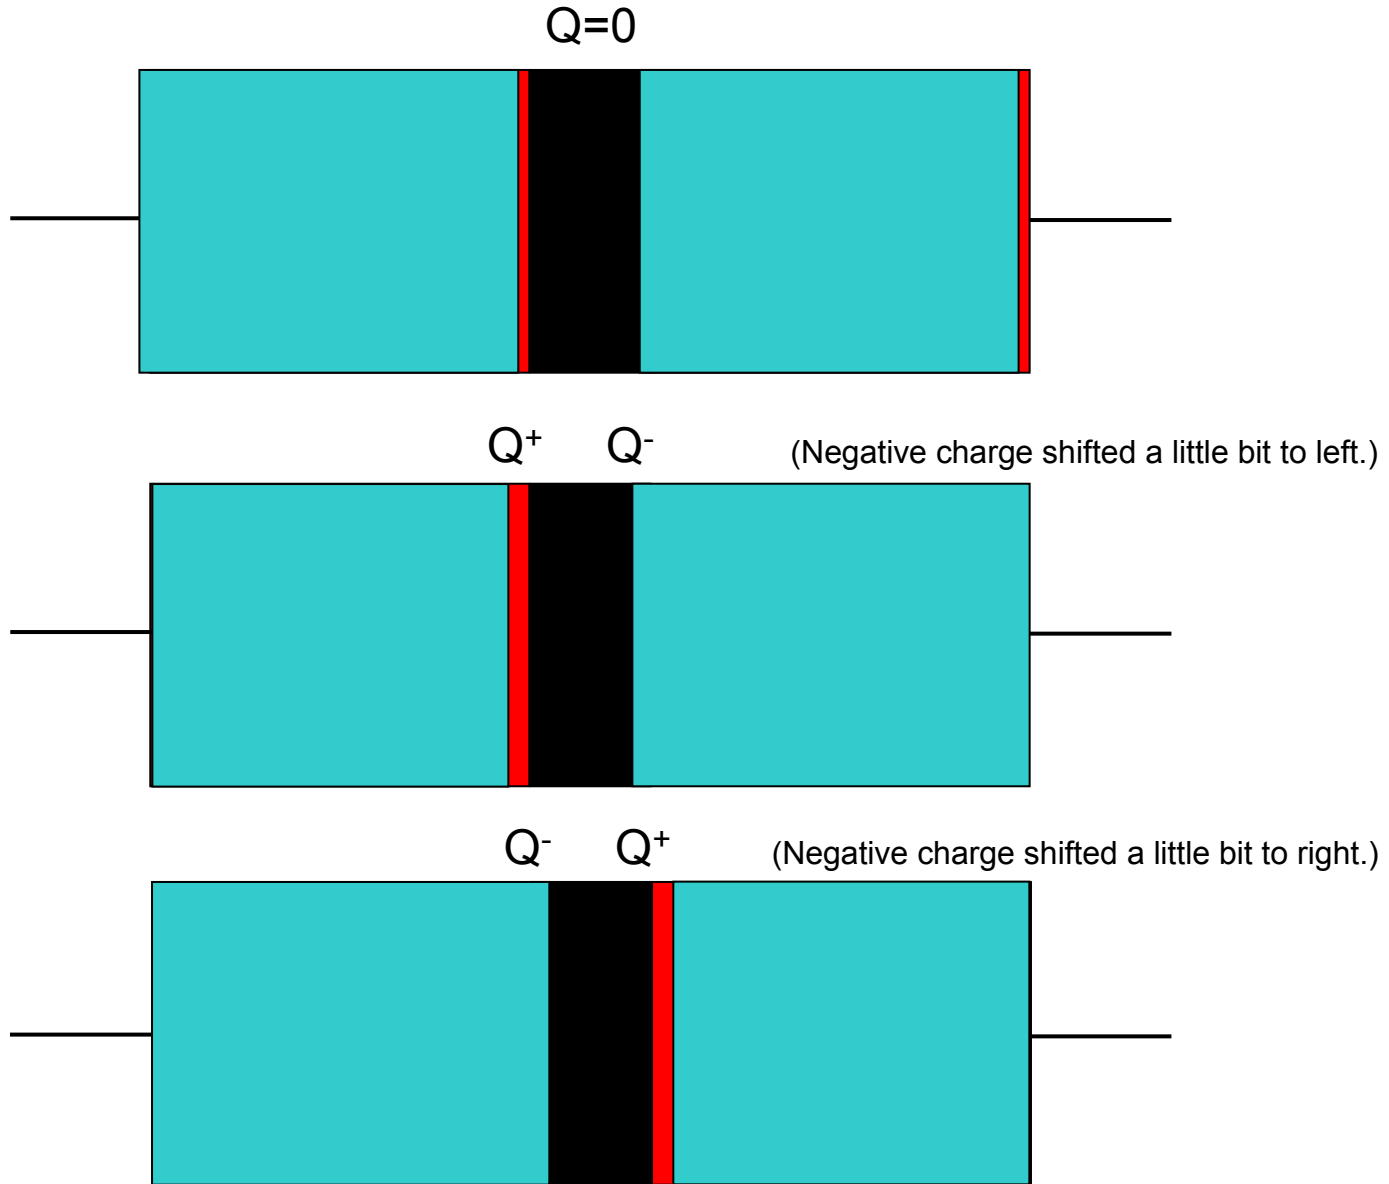 Q=0
Q⁺ Q⁻ (Negative charge shifted a little bit to left.)
Q⁻ Q⁺ (Negative charge shifted a little bit to right.)